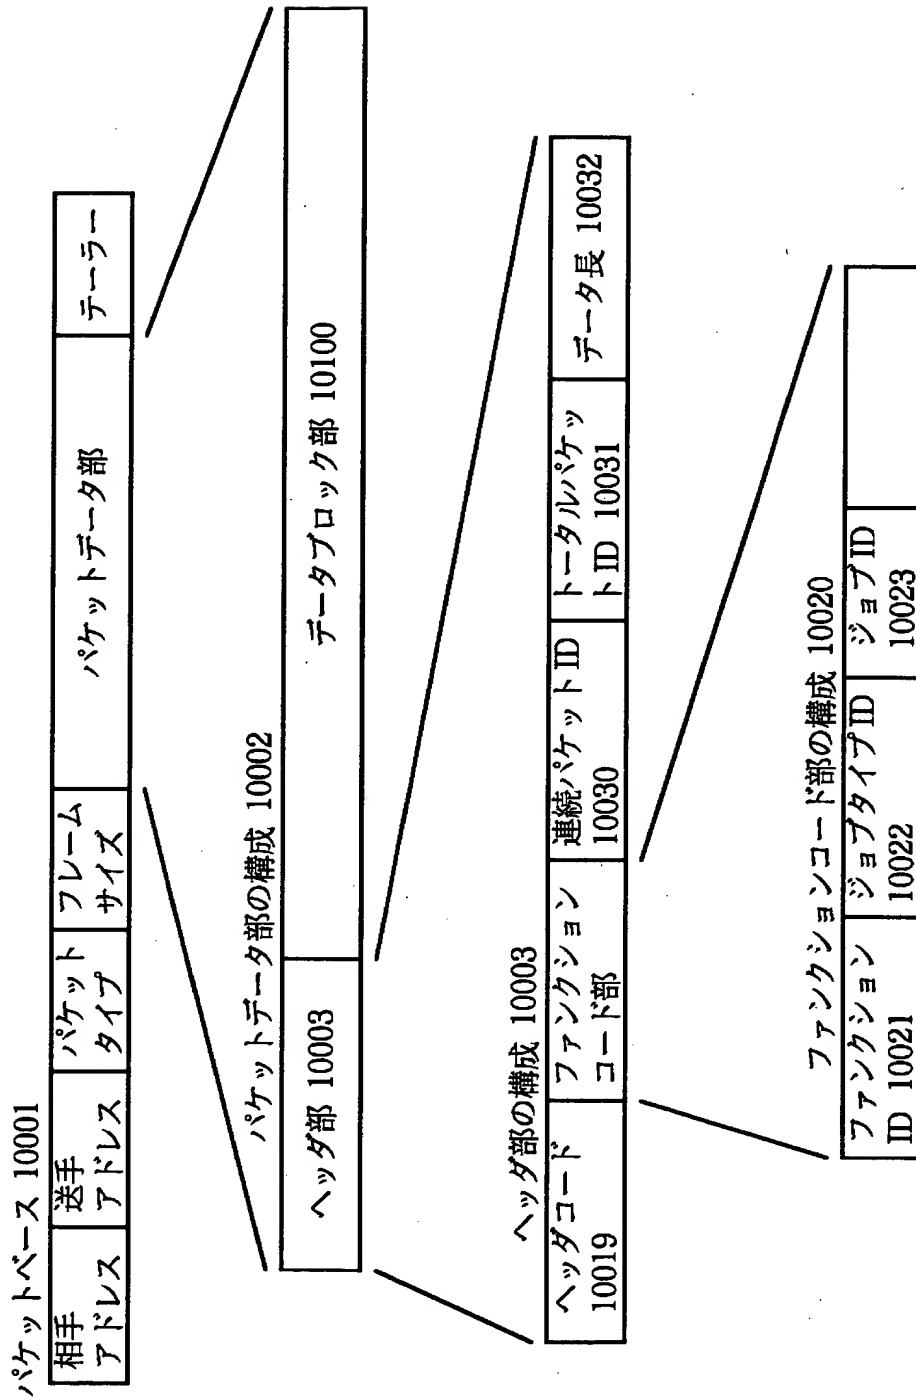 パケットベース 10001
相手
アドレス
送手
アドレス
パケット
タイプ
フレーム
サイズ
パケットデータ部
テーラー
パケットデータ部の構成 10002
ヘッダ部 10003
データブロック部 10100
ヘッダ部の構成 10003
ヘッダコード
10019
ファンクション
コード部
連続パケットID
10030
トータルパケッ
トID 10031
データ長 10032
ファンクションコード部の構成 10020
ファンクション
ID 10021
ジョブタイプID
10022
ジョブID
10023